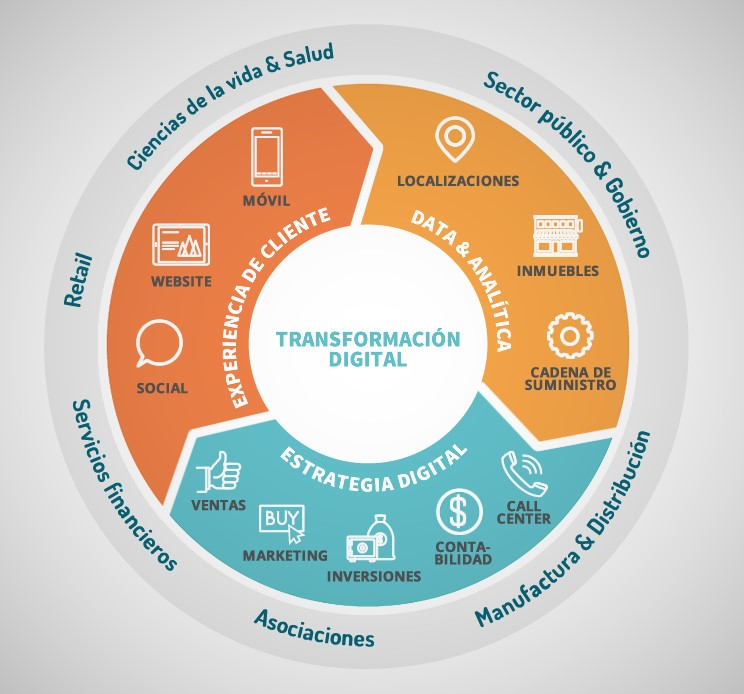 Ciencias de la vida & Salud
Sector público & Gobierno
Manufactura & Distribución
Asociaciones
Servicios financieros
Retail
EXPERIENCIA DE CLIENTE
MÓVIL
WEBSITE
SOCIAL
DATA & ANALÍTICA
LOCALIZACIONES
INMUEBLES
CADENA DE
SUMINISTRO
TRANSFORMACIÓN
DIGITAL
ESTRATEGIA DIGITAL
VENTAS
BUY
MARKETING
INVERSIONES
$
CONTA-
BILIDAD
CALL
CENTER